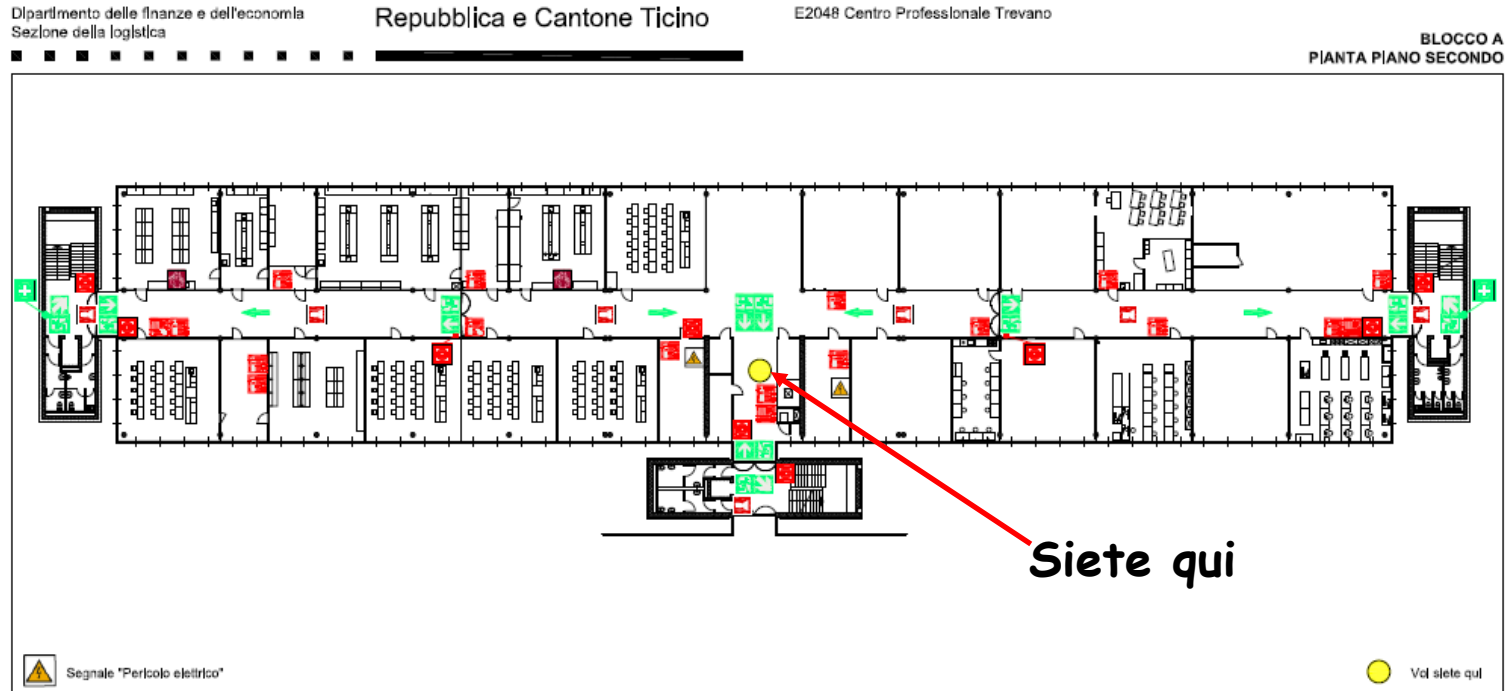 Dipartimento delle finanze e dell'economia
Sezione della logistica
Repubblica e Cantone Ticino
E2048 Centro Professionale Trevano
BLOCCO A
PIANTA PIANO SECONDO
Siete qui
Segnale "Pericolo elettrico"
Voi siete qui